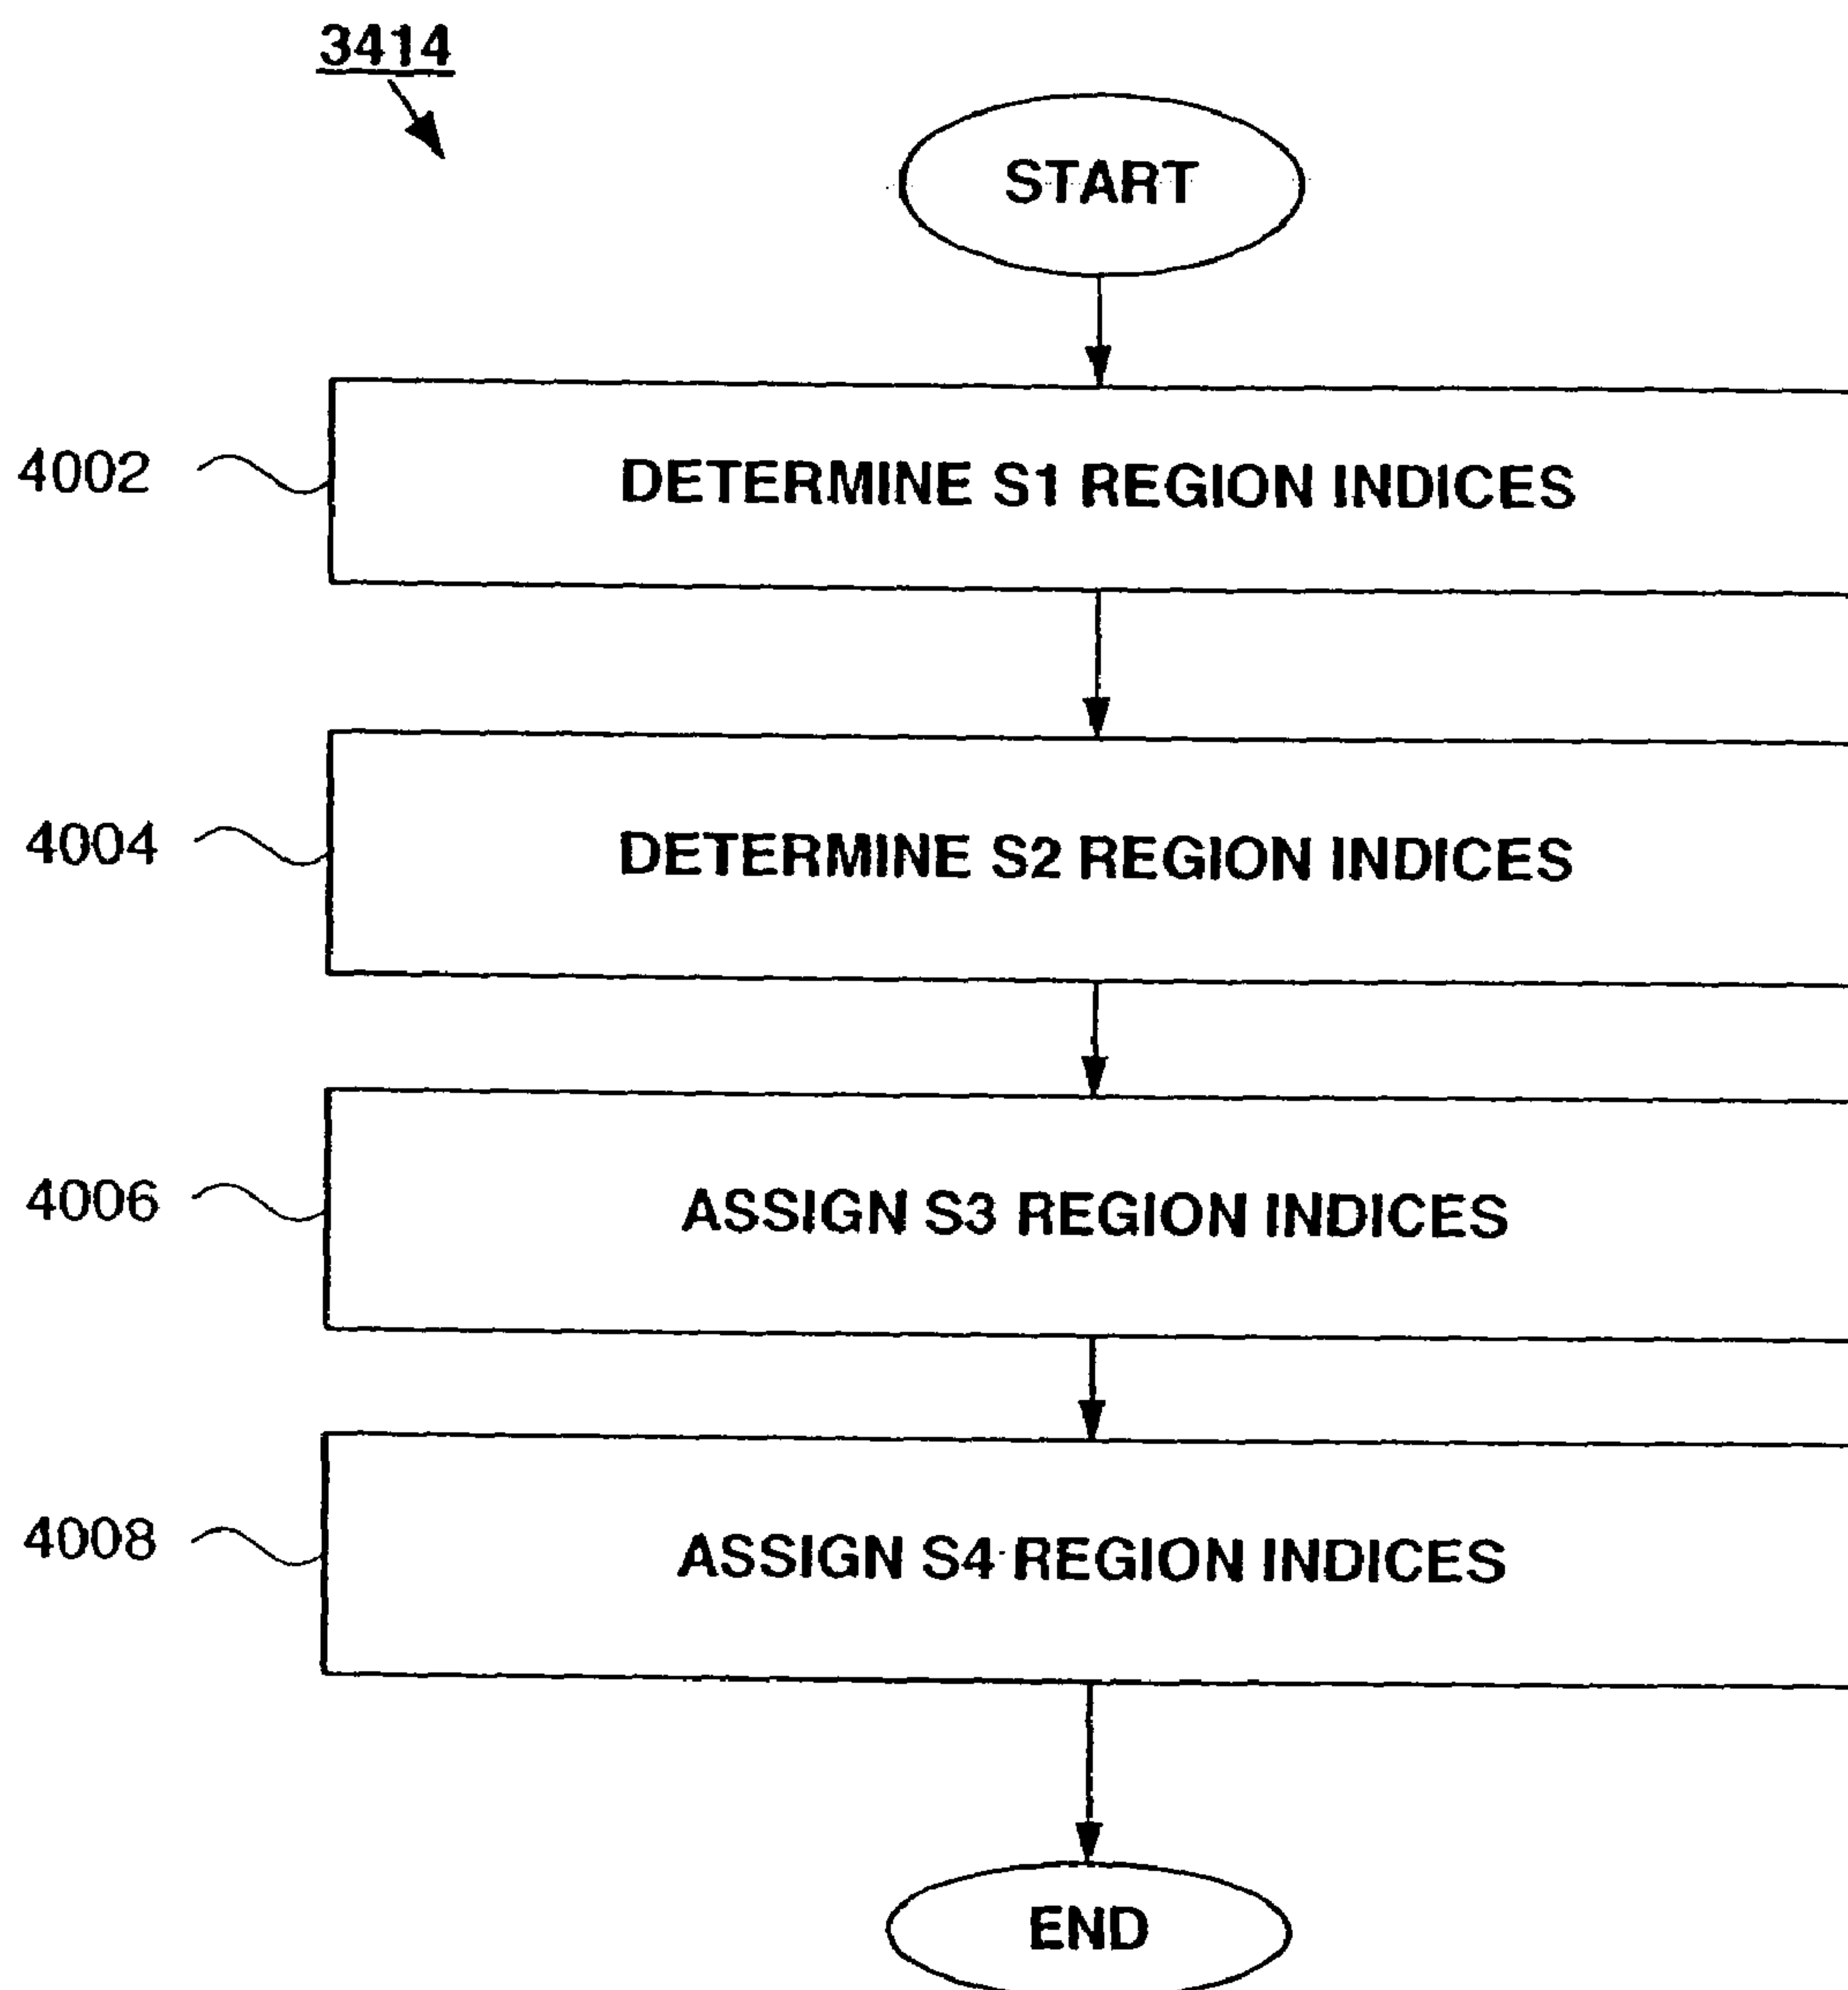 3414
START
4002
DETERMINE S1 REGION INDICES
4004
DETERMINE S2 REGION INDICES
4006
ASSIGN S3 REGION INDICES
4008
ASSIGN S4 REGION INDICES
END